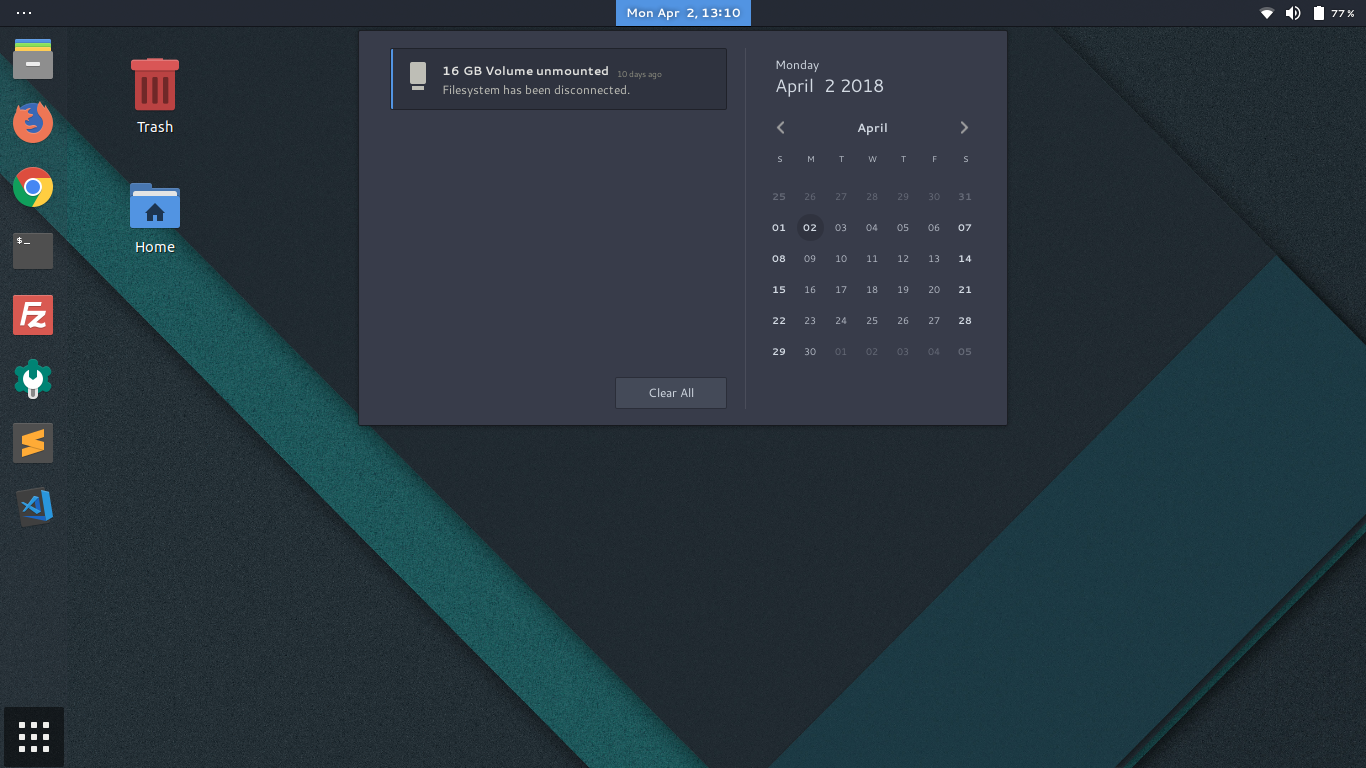 Mon Apr  2, 13:10
77 %
$_
Fz
Trash
Home
16 GB Volume unmounted 10 days ago
Filesystem has been disconnected.
Clear All
Monday
April  2 2018
April
S M T W T F S
25 26 27 28 29 30 31
01 02 03 04 05 06 07
08 09 10 11 12 13 14
15 16 17 18 19 20 21
22 23 24 25 26 27 28
29 30 01 02 03 04 05